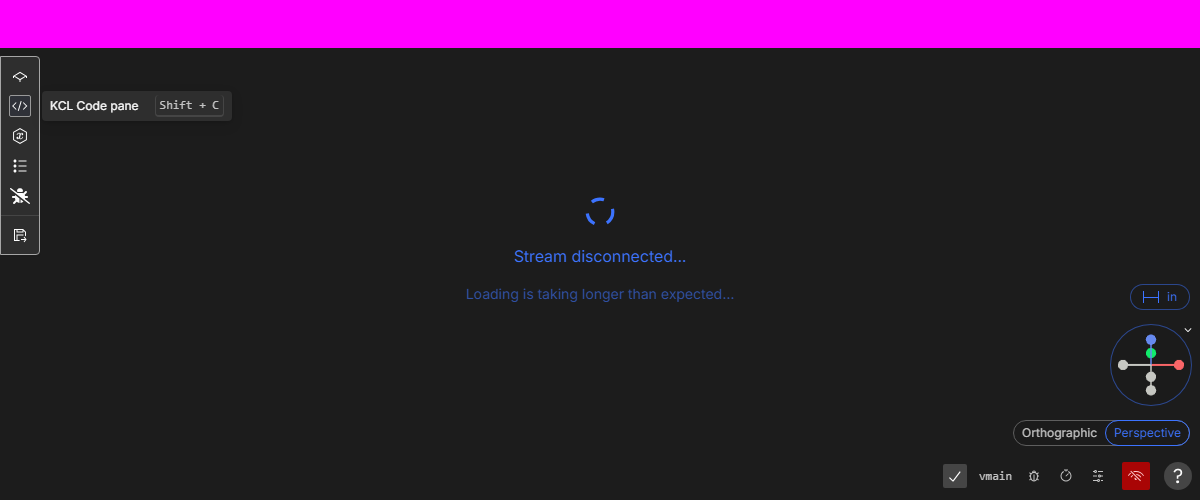 KCL Code pane Shift + C
Stream disconnected...
Loading is taking longer than expected...
in
Orthographic Perspective
vmain
?